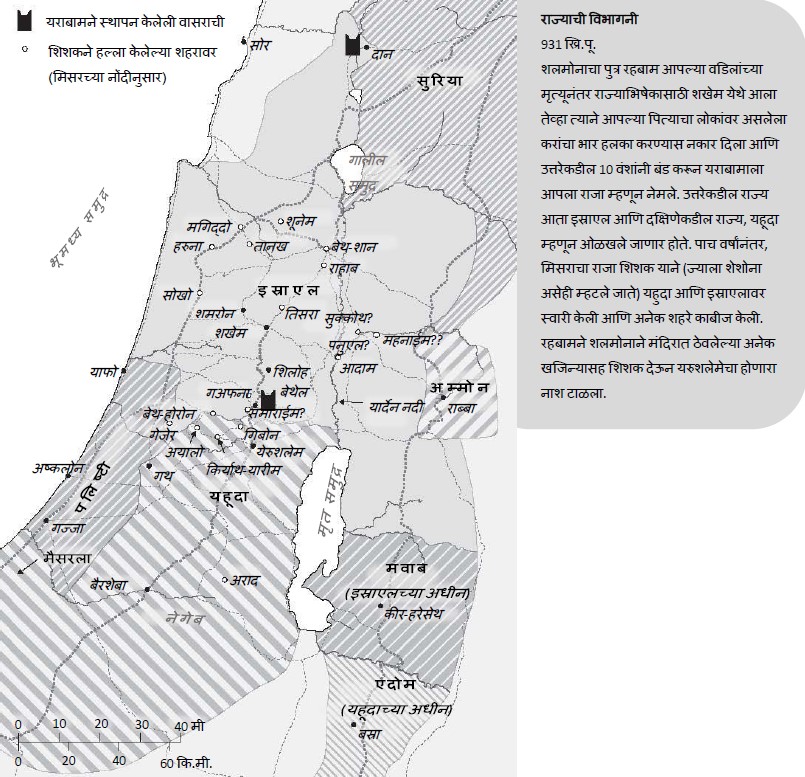 यराबामने स्थापन केलेली वासराची
शिशकने हल्ला केलेल्या शहरावर
(मिसरच्या नोंदीनुसार)
राज्याची विभागनी
931 ख्रि.पू.
शलमोनाचा पुत्र रहबाम आपल्या वडिलांच्या
मृत्यूनंतर राज्याभिषेकासाठी शखेम येथे आला
तेव्हा त्याने आपल्या पित्याचा लोकांवर असलेला
करांचा भार हलका करण्यास नकार दिला आणि
उत्तरेकडील 10 वंशांनी बंड करून यराबामाला
आपला राजा म्हणून नेमले. उत्तरेकडील राज्य
आता इस्राएल आणि दक्षिणेकडील राज्य, यहूदा
म्हणून ओळखले जाणार होते. पाच वर्षांनंतर,
मिसराचा राजा शिशक याने (ज्याला शेशोना
असेही म्हटले जाते) यहुदा आणि इस्राएलावर
स्वारी केली आणि अनेक शहरे काबीज केली.
रहबामने शलमोनाने मंदिरात ठेवलेल्या अनेक
खजिन्यासह शिशक देऊन यरुशलेमेचा होणारा
नाश टाळला.
सोर
दान
सुरिया
गालील
समुद्र
भूमध्य समुद्र
मगिद्दो
शूनेम
हरुना
तानख
बेथ-शान
राहाब
इस्राएल
सोखो
शमरोन
तिसरा
सुक्कोथ?
शखेम
पनुएल?
महनाईम??
आदाम
याफो
शिलोह
अम्मोन
गअफना
बेथेल
यार्देन नदी
राब्बा
बेथ-होरोन
समाराईम?
गेजेर
गिबोन
अयालो
येरुशलेम
किर्याथ-यारीम
अष्कलोन
गथ
पलिष्टी
यहूदा
मृत समुद्र
गज्जा
मैसरला
मवाब
(इस्राएलच्या अधीन)
बैरशेबा
अराद
कीर-हरेसेथ
नेगेब
एदोम
(यहूदाच्या अधीन)
बस्रा
0 10 20 30 40 मी
0 20 40 60 कि.मी.